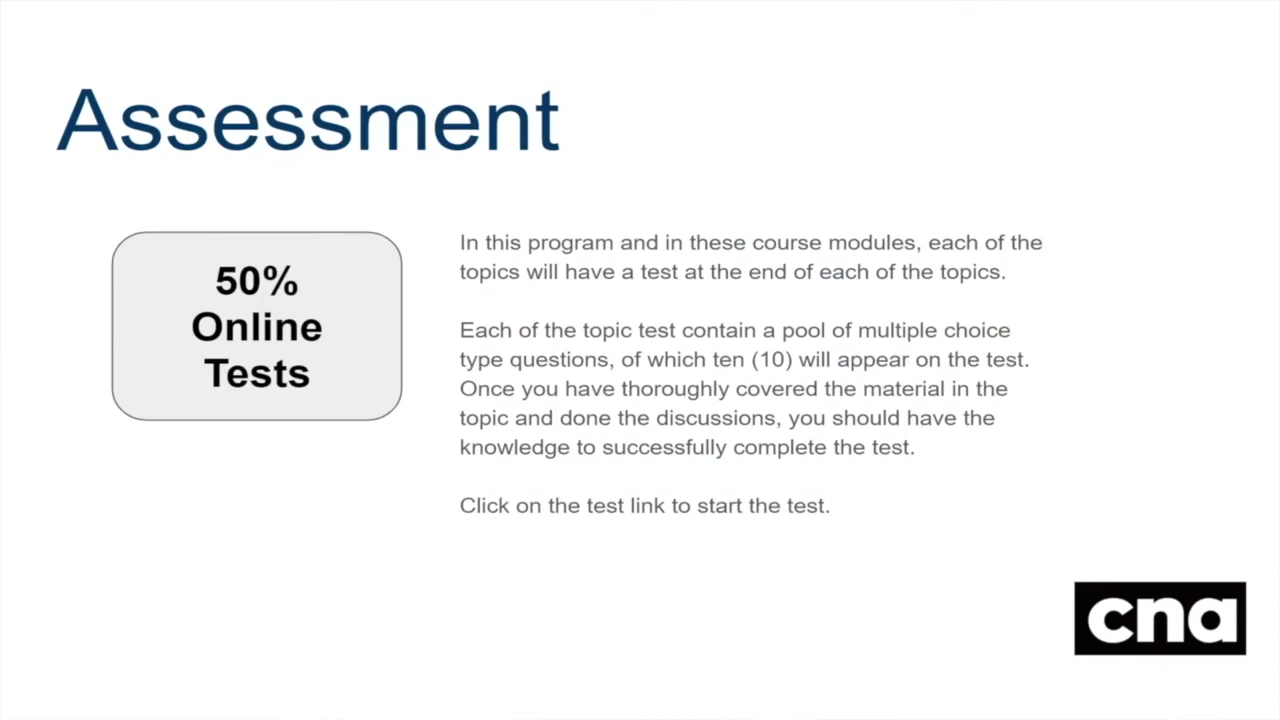 Assessment
50%
Online
Tests
In this program and in these course modules, each of the
topics will have a test at the end of each of the topics.
Each of the topic test contain a pool of multiple choice
type questions, of which ten (10) will appear on the test.
Once you have thoroughly covered the material in the
topic and done the discussions, you should have the
knowledge to successfully complete the test.
Click on the test link to start the test.
cna